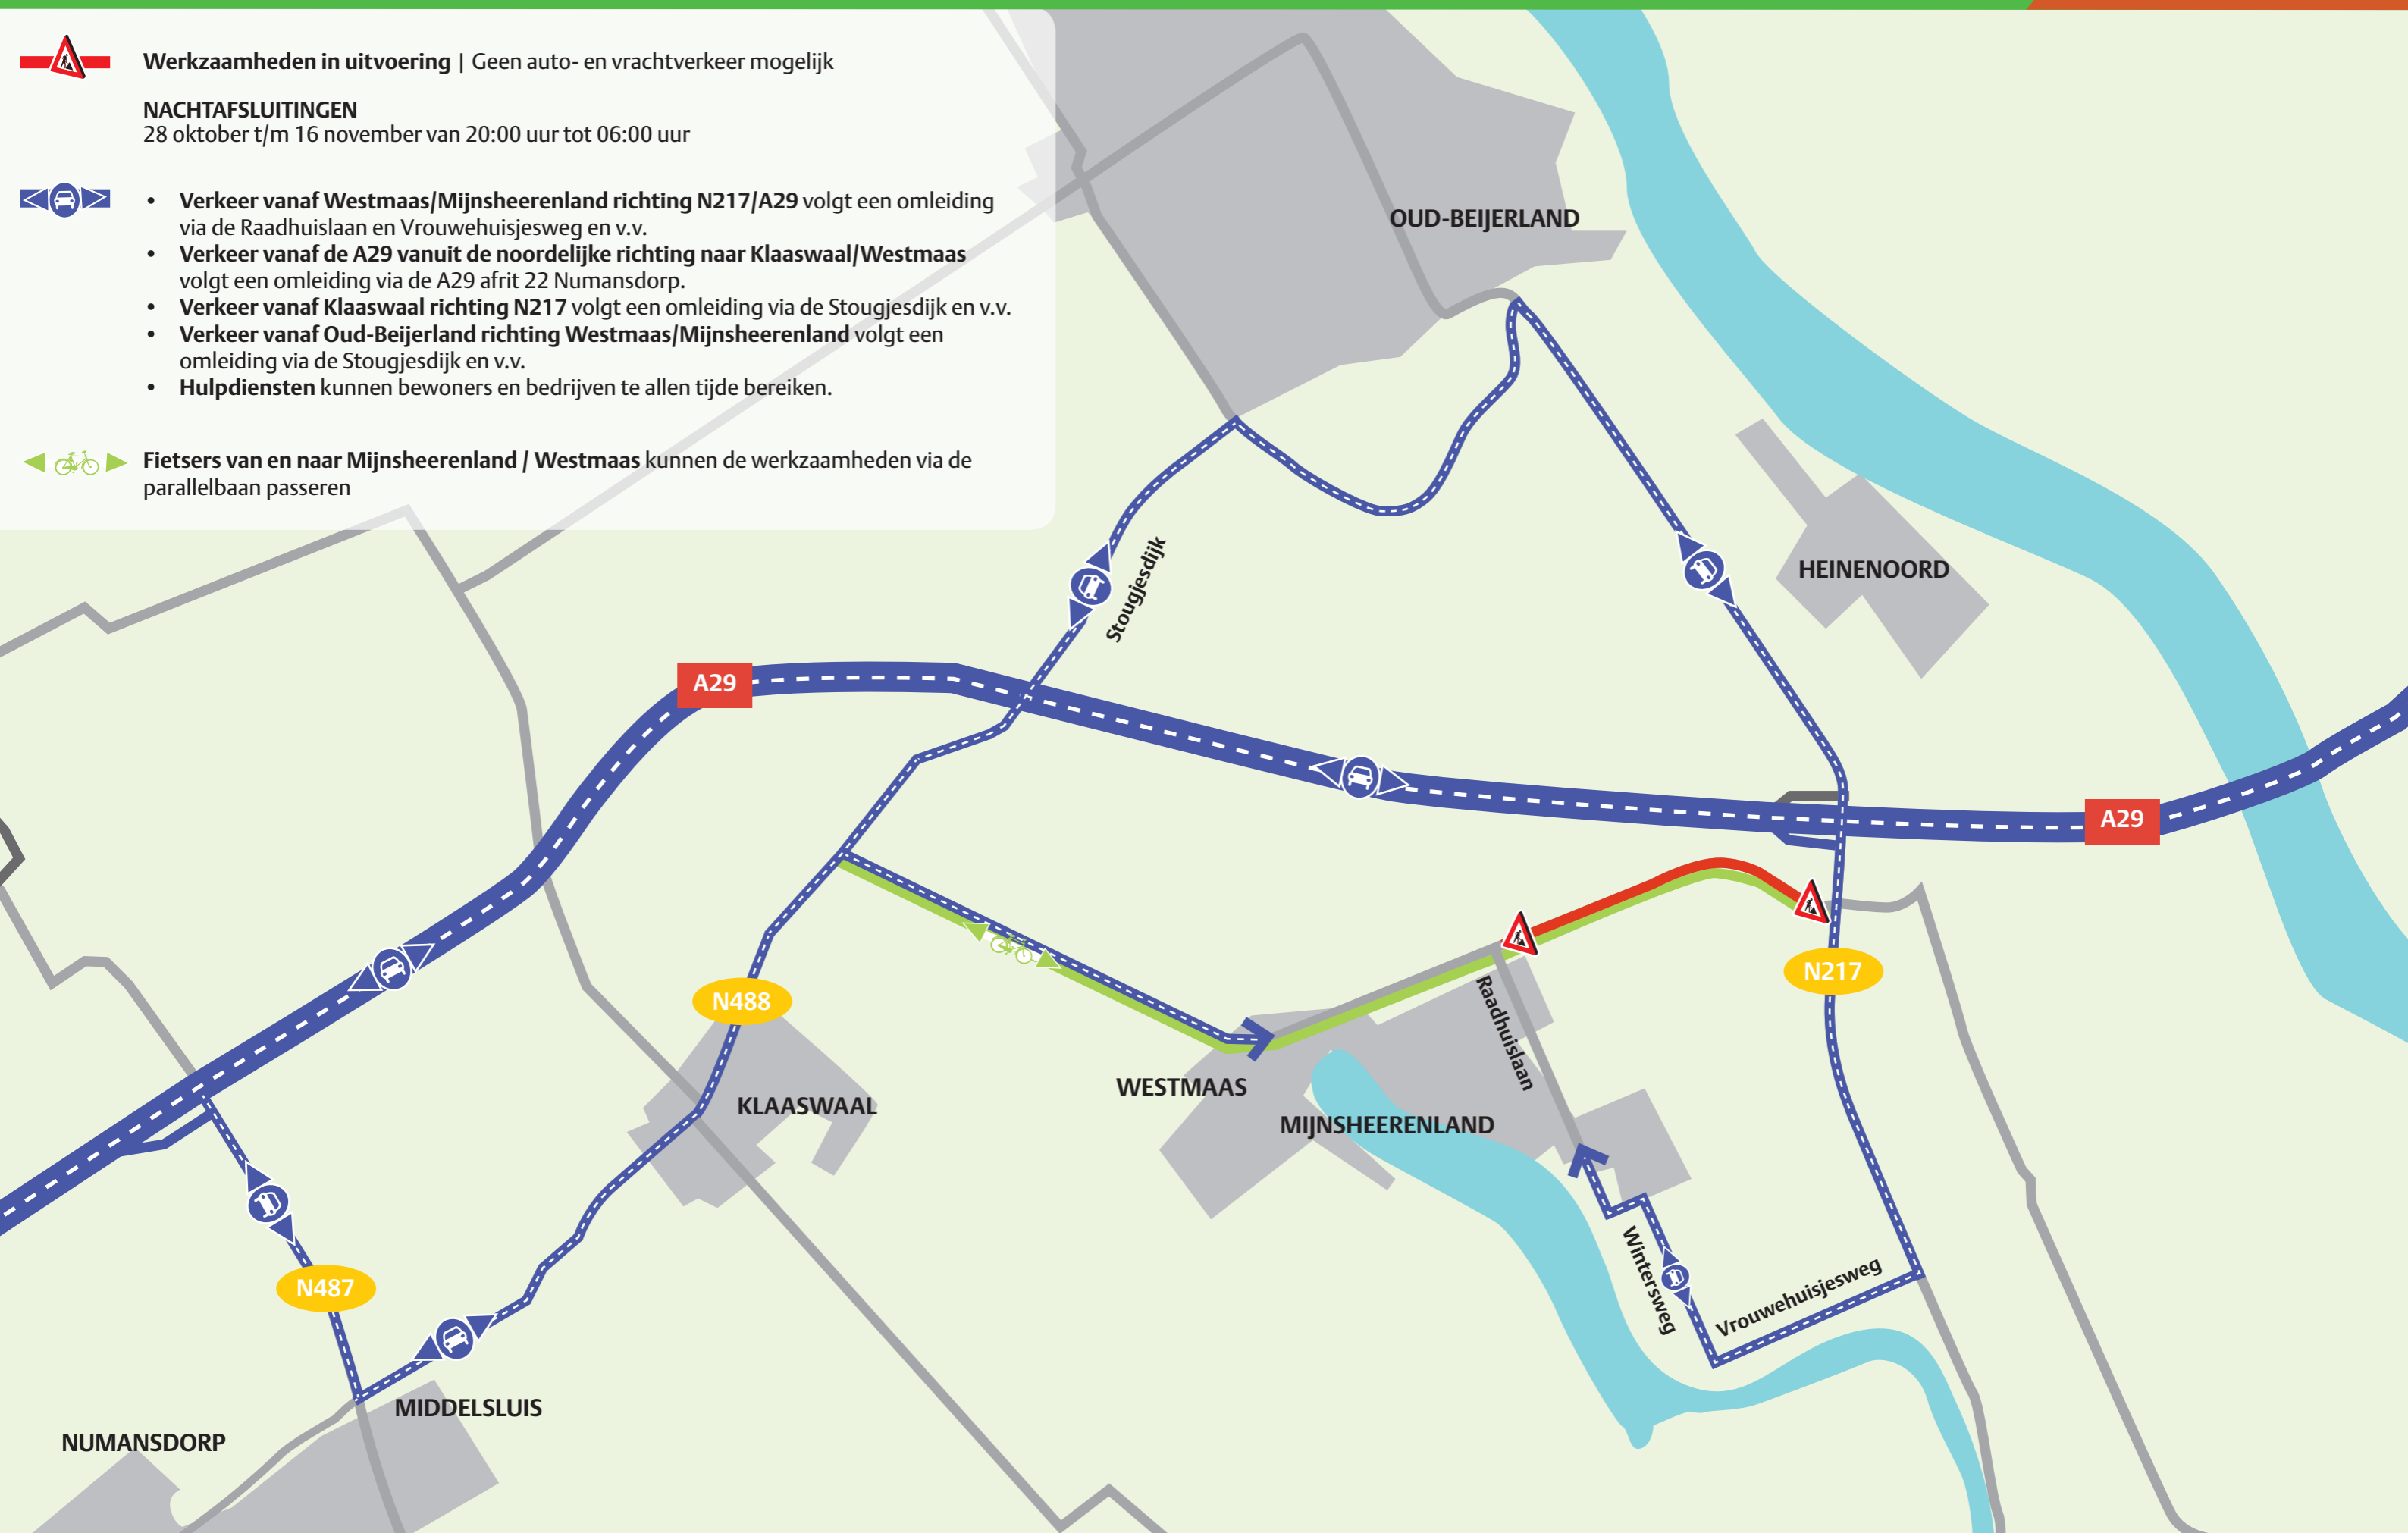 Werkzaamheden in uitvoering | Geen auto- en vrachtverkeer mogelijk
NACHTAFSLUITINGEN
28 oktober t/m 16 november van 20:00 uur tot 06:00 uur
• Verkeer vanaf Westmaas/Mijnsheerenland richting N217/A29 volgt een omleiding
via de Raadhuislaan en Vrouwehuisjesweg en v.v.
• Verkeer vanaf de A29 vanuit de noordelijke richting naar Klaaswaal/Westmaas
volgt een omleiding via de A29 afrit 22 Numansdorp.
• Verkeer vanaf Klaaswaal richting N217 volgt een omleiding via de Stougjesdijk en v.v.
• Verkeer vanaf Oud-Beijerland richting Westmaas/Mijnsheerenland volgt een
omleiding via de Stougjesdijk en v.v.
• Hulpdiensten kunnen bewoners en bedrijven te allen tijde bereiken.
Fietsers van en naar Mijnsheerenland / Westmaas kunnen de werkzaamheden via de
parallelbaan passeren
OUD-BEIJERLAND
HEINENOORD
Stougjesdijk
A29
A29
N217
N488
Raadhuislaan
WESTMAAS
KLAASWAAL
MIJNSHEERENLAND
Wintersweg
Vrouwehuisjesweg
N487
MIDDELSLUIS
NUMANSDORP